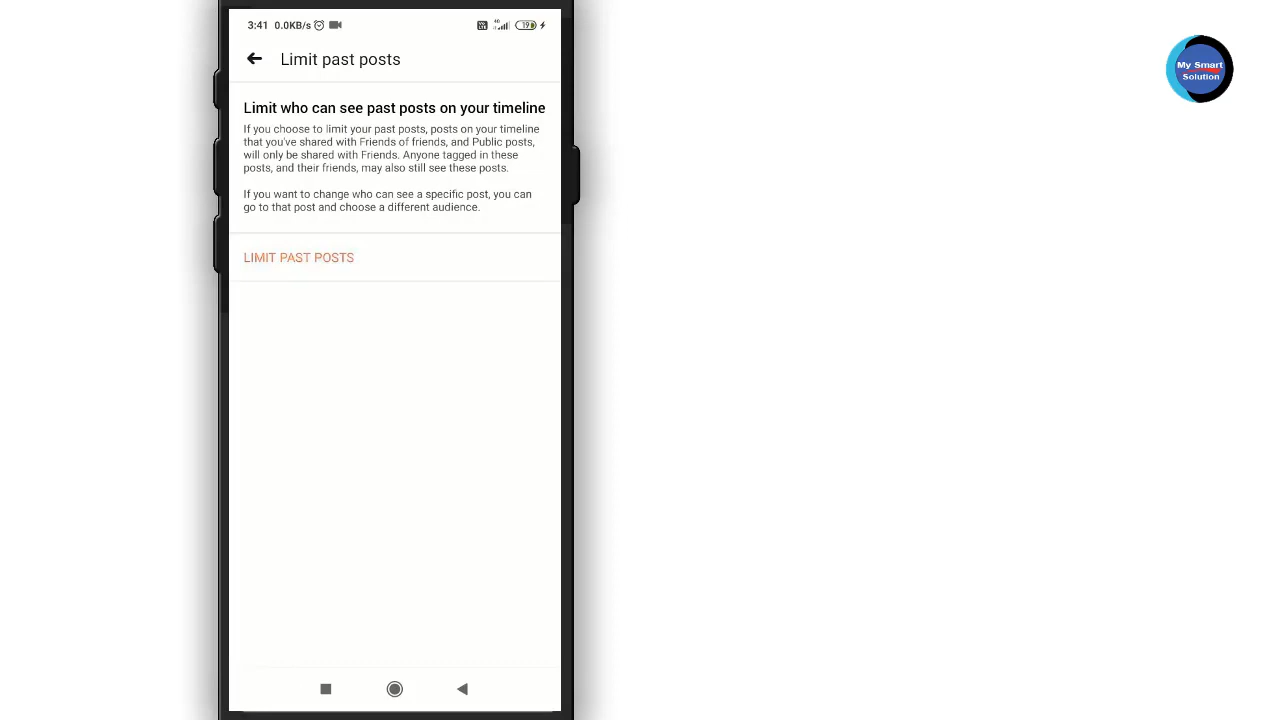 3:41 0.0KB/s
4G
19
Limit past posts
Limit who can see past posts on your timeline
If you choose to limit your past posts, posts on your timeline
that you've shared with Friends of friends, and Public posts,
will only be shared with Friends. Anyone tagged in these
posts, and their friends, may also still see these posts.
If you want to change who can see a specific post, you can
go to that post and choose a different audience.
LIMIT PAST POSTS
My Smart
Solution